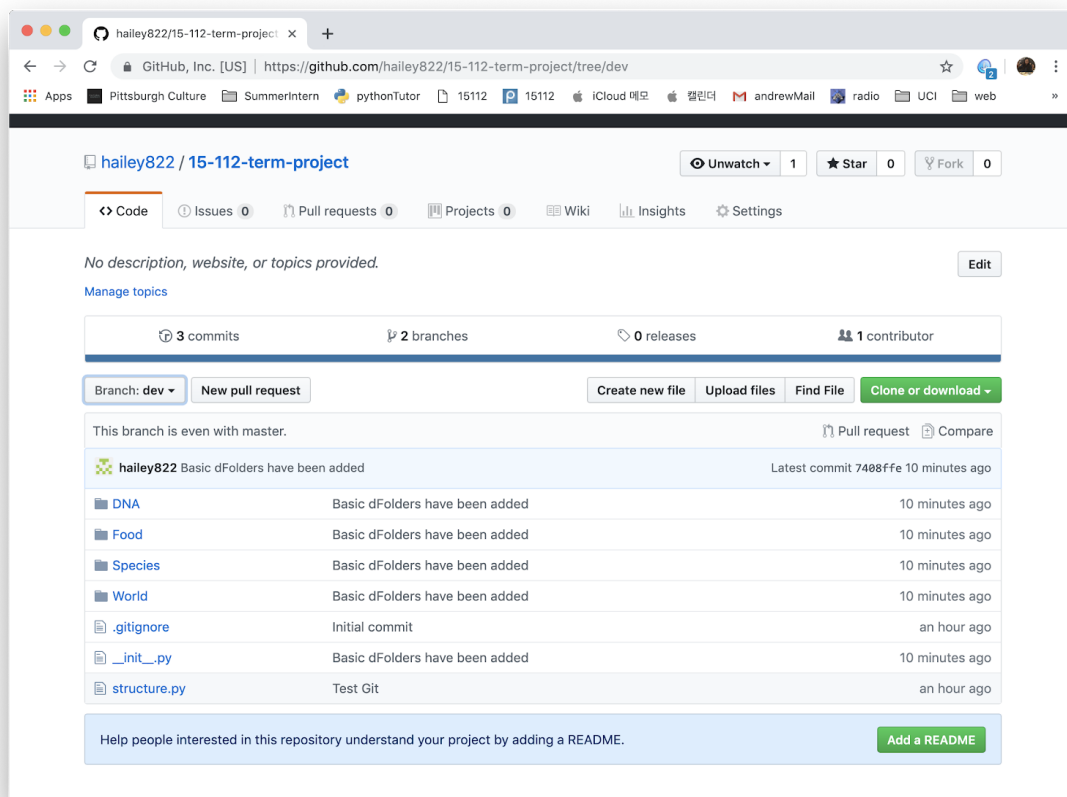 hailey822/15-112-term-project
GitHub, Inc. [US] | https://github.com/hailey822/15-112-term-project/tree/dev
2
Apps Pittsburgh Culture SummerIntern pythonTutor 15112 15112 iCloud 메모 캘린더 andrewMail radio UCI web »
hailey822 / 15-112-term-project Unwatch 1 Star 0 Fork 0
Code Issues 0 Pull requests 0 Projects 0 Wiki Insights Settings
No description, website, or topics provided. Edit
Manage topics
3 commits 2 branches 0 releases 1 contributor
Branch: dev New pull request Create new file Upload files Find File Clone or download
This branch is even with master. Pull request Compare
hailey822 Basic dFolders have been added Latest commit 7408ffe 10 minutes ago
DNA Basic dFolders have been added 10 minutes ago
Food Basic dFolders have been added 10 minutes ago
Species Basic dFolders have been added 10 minutes ago
World Basic dFolders have been added 10 minutes ago
.gitignore Initial commit an hour ago
__init__.py Basic dFolders have been added 10 minutes ago
structure.py Test Git an hour ago
Help people interested in this repository understand your project by adding a README. Add a README